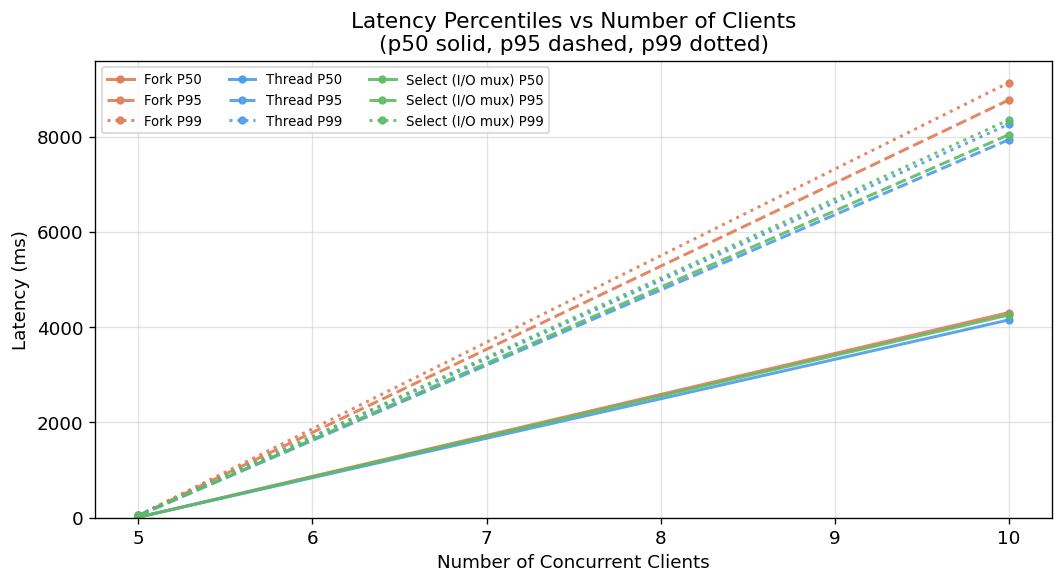 Latency Percentiles vs Number of Clients
(p50 solid, p95 dashed, p99 dotted)
Fork P50 Thread P50 Select (I/O mux) P50
Fork P95 Thread P95 Select (I/O mux) P95
Fork P99 Thread P99 Select (I/O mux) P99
Latency (ms)
8000
6000
4000
2000
0
5 6 7 8 9 10
Number of Concurrent Clients